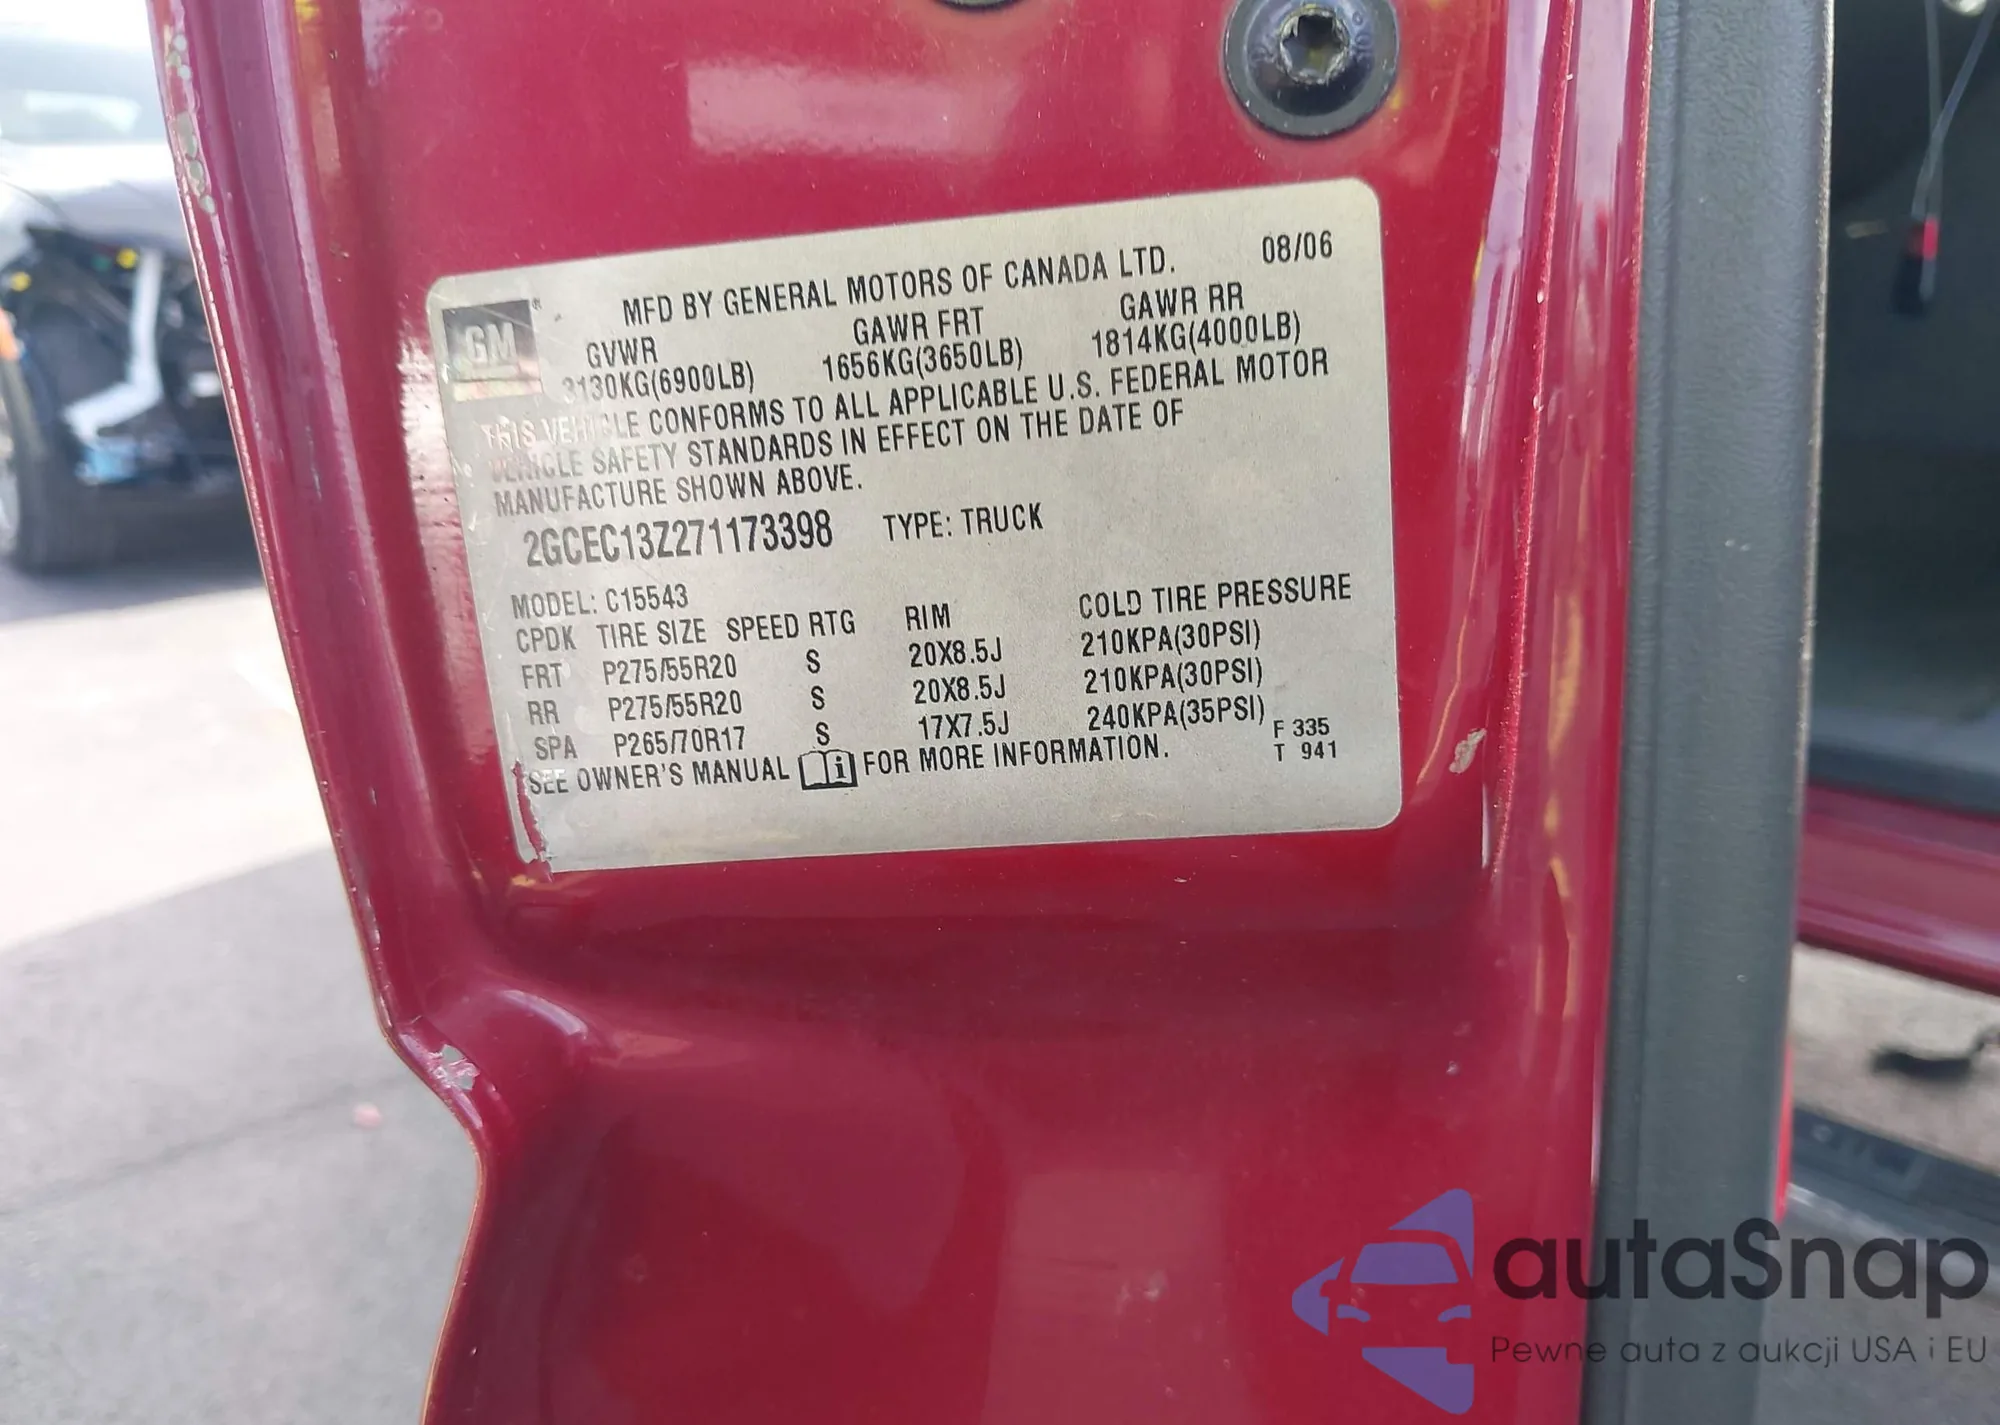 MFD BY GENERAL MOTORS OF CANADA LTD. 08/06
GM
GVWR GAWR FRT GAWR RR
3130KG(6900LB) 1656KG(3650LB) 1814KG(4000LB)
THIS VEHICLE CONFORMS TO ALL APPLICABLE U.S. FEDERAL MOTOR
VEHICLE SAFETY STANDARDS IN EFFECT ON THE DATE OF
MANUFACTURE SHOWN ABOVE.
2GCEC13Z271173398 TYPE: TRUCK
MODEL: C15543
CPDK TIRE SIZE SPEED RTG RIM COLD TIRE PRESSURE
FRT P275/55R20 S 20X8.5J 210KPA(30PSI)
RR P275/55R20 S 20X8.5J 210KPA(30PSI)
SPA P265/70R17 S 17X7.5J 240KPA(35PSI) F 335
SEE OWNER'S MANUAL i FOR MORE INFORMATION. T 941
autaSnap
Pewne auta z aukcji USA i EU